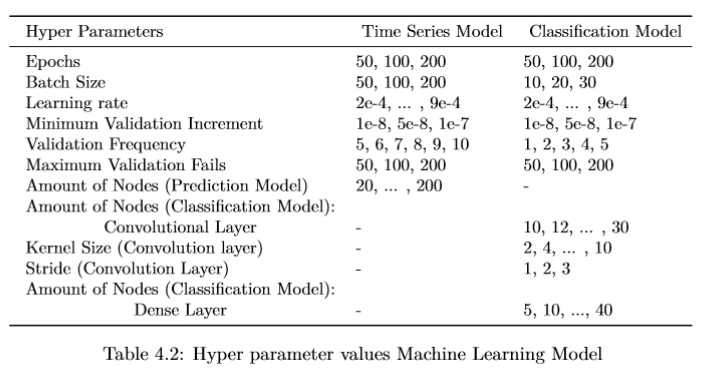 Hyper Parameters Time Series Model Classification Model
Epochs 50, 100, 200 50, 100, 200
Batch Size 50, 100, 200 10, 20, 30
Learning rate 2e-4, ... , 9e-4 2e-4, ... , 9e-4
Minimum Validation Increment 1e-8, 5e-8, 1e-7 1e-8, 5e-8, 1e-7
Validation Frequency 5, 6, 7, 8, 9, 10 1, 2, 3, 4, 5
Maximum Validation Fails 50, 100, 200 50, 100, 200
Amount of Nodes (Prediction Model) 20, ... , 200 -
Amount of Nodes (Classification Model):
Convolutional Layer - 10, 12, ... , 30
Kernel Size (Convolution layer) - 2, 4, ... , 10
Stride (Convolution Layer) - 1, 2, 3
Amount of Nodes (Classification Model):
Dense Layer - 5, 10, ..., 40
Table 4.2: Hyper parameter values Machine Learning Model